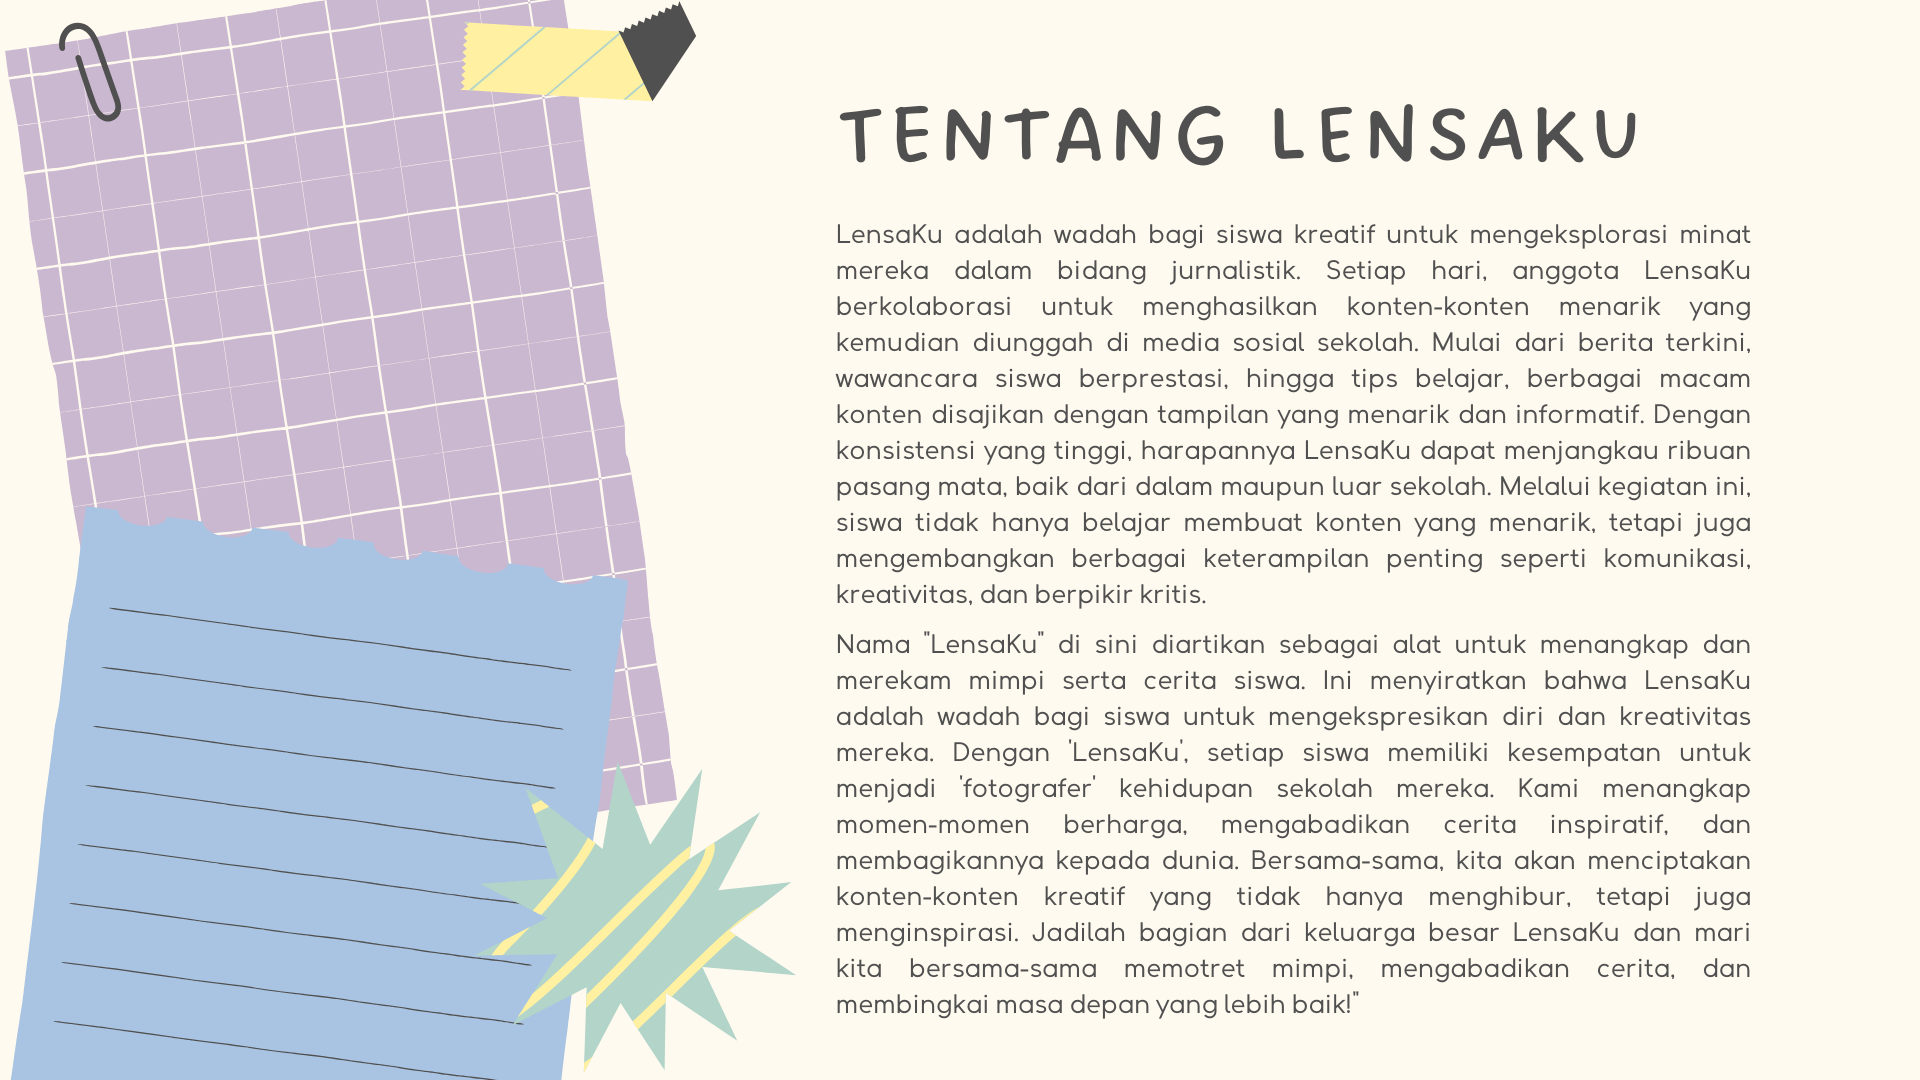 TENTANG LENSAKU
LensaKu adalah wadah bagi siswa kreatif untuk mengeksplorasi minat
mereka dalam bidang jurnalistik. Setiap hari, anggota LensaKu
berkolaborasi untuk menghasilkan konten-konten menarik yang
kemudian diunggah di media sosial sekolah. Mulai dari berita terkini,
wawancara siswa berprestasi, hingga tips belajar, berbagai macam
konten disajikan dengan tampilan yang menarik dan informatif. Dengan
konsistensi yang tinggi, harapannya LensaKu dapat menjangkau ribuan
pasang mata, baik dari dalam maupun luar sekolah. Melalui kegiatan ini,
siswa tidak hanya belajar membuat konten yang menarik, tetapi juga
mengembangkan berbagai keterampilan penting seperti komunikasi,
kreativitas, dan berpikir kritis.
Nama "LensaKu" di sini diartikan sebagai alat untuk menangkap dan
merekam mimpi serta cerita siswa. Ini menyiratkan bahwa LensaKu
adalah wadah bagi siswa untuk mengekspresikan diri dan kreativitas
mereka. Dengan 'LensaKu', setiap siswa memiliki kesempatan untuk
menjadi 'fotografer' kehidupan sekolah mereka. Kami menangkap
momen-momen berharga, mengabadikan cerita inspiratif, dan
membagikannya kepada dunia. Bersama-sama, kita akan menciptakan
konten-konten kreatif yang tidak hanya menghibur, tetapi juga
menginspirasi. Jadilah bagian dari keluarga besar LensaKu dan mari
kita bersama-sama memotret mimpi, mengabadikan cerita, dan
membingkai masa depan yang lebih baik!"